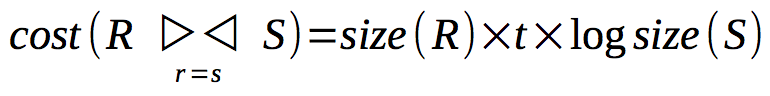 cost(R ▷◁ S)=size(R)×t×log size(S)
r=s